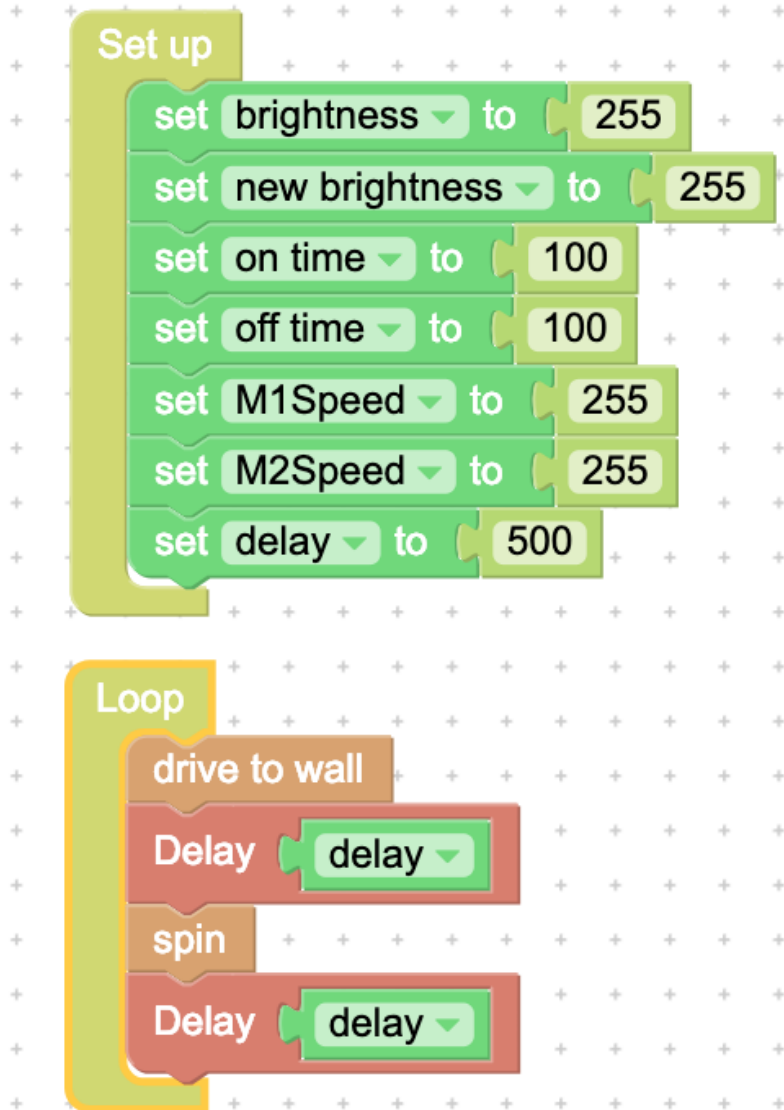 Set up
set brightness to 255
set new brightness to 255
set on time to 100
set off time to 100
set M1Speed to 255
set M2Speed to 255
set delay to 500
Loop
drive to wall
Delay delay
spin
Delay delay